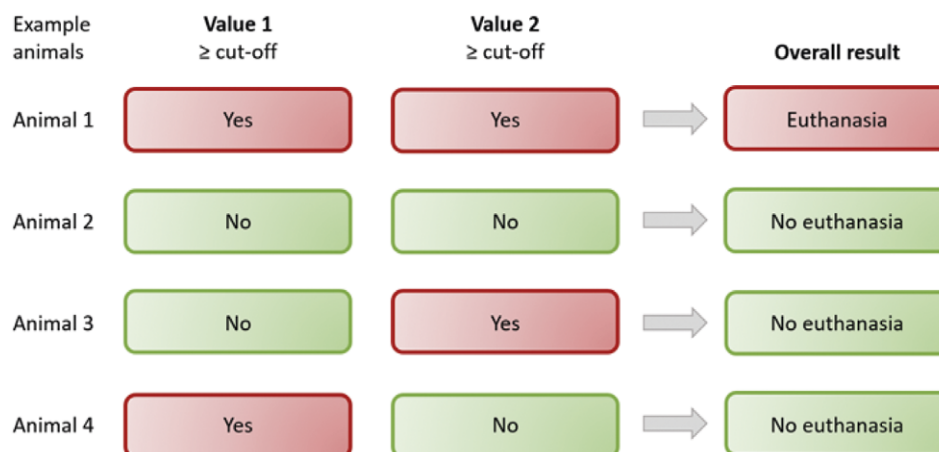 Example Value 1 Value 2
animals ≥ cut-off ≥ cut-off Overall result
Animal 1 Yes Yes Euthanasia
Animal 2 No No No euthanasia
Animal 3 No Yes No euthanasia
Animal 4 Yes No No euthanasia